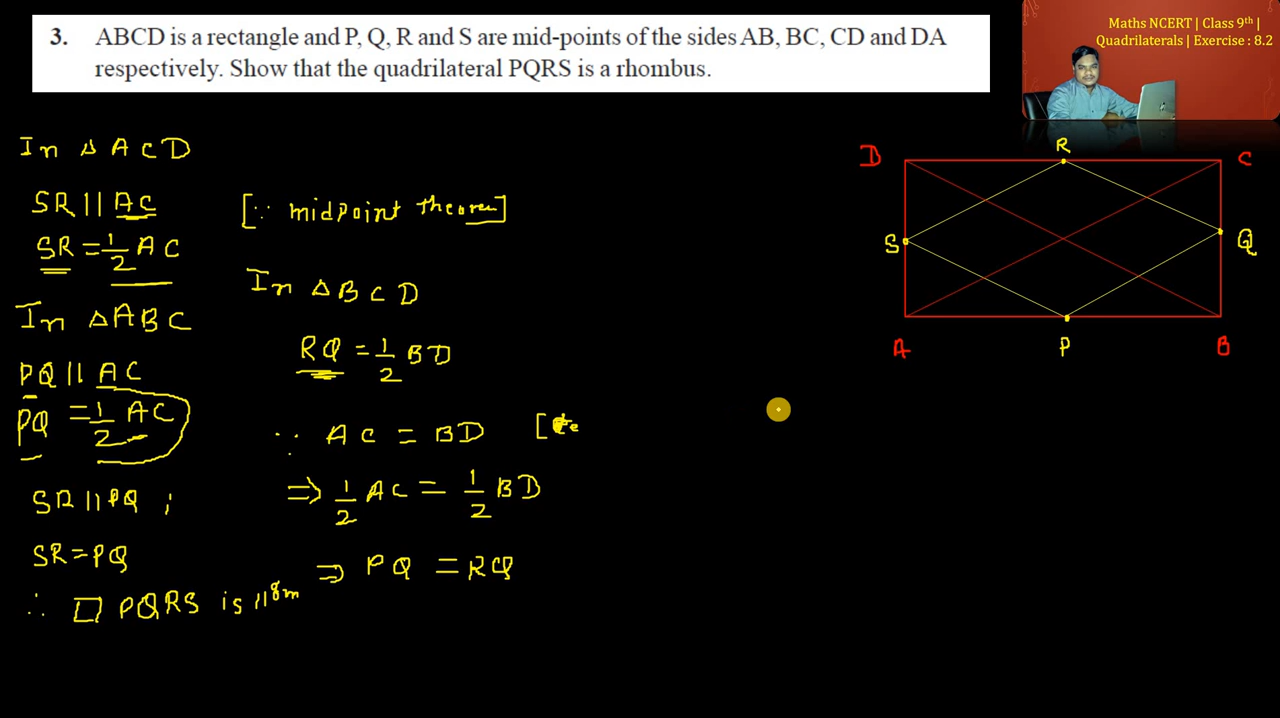 3. ABCD is a rectangle and P, Q, R and S are mid-points of the sides AB, BC, CD and DA
respectively. Show that the quadrilateral PQRS is a rhombus.
Maths NCERT | Class 9th |
Quadrilaterals | Exercise : 8.2
In △ ACD
SR || AC [∵ midpoint theorem]
SR = 1/2 AC
In △ABC
PQ || AC
PQ = 1/2 AC
SR || PQ ;
SR = PQ
∴ □ PQRS is ||gm
In △BCD
RQ = 1/2 BD
∵ AC = BD [
⇒ 1/2 AC = 1/2 BD
⇒ PQ = RQ
D R C
S Q
A P B